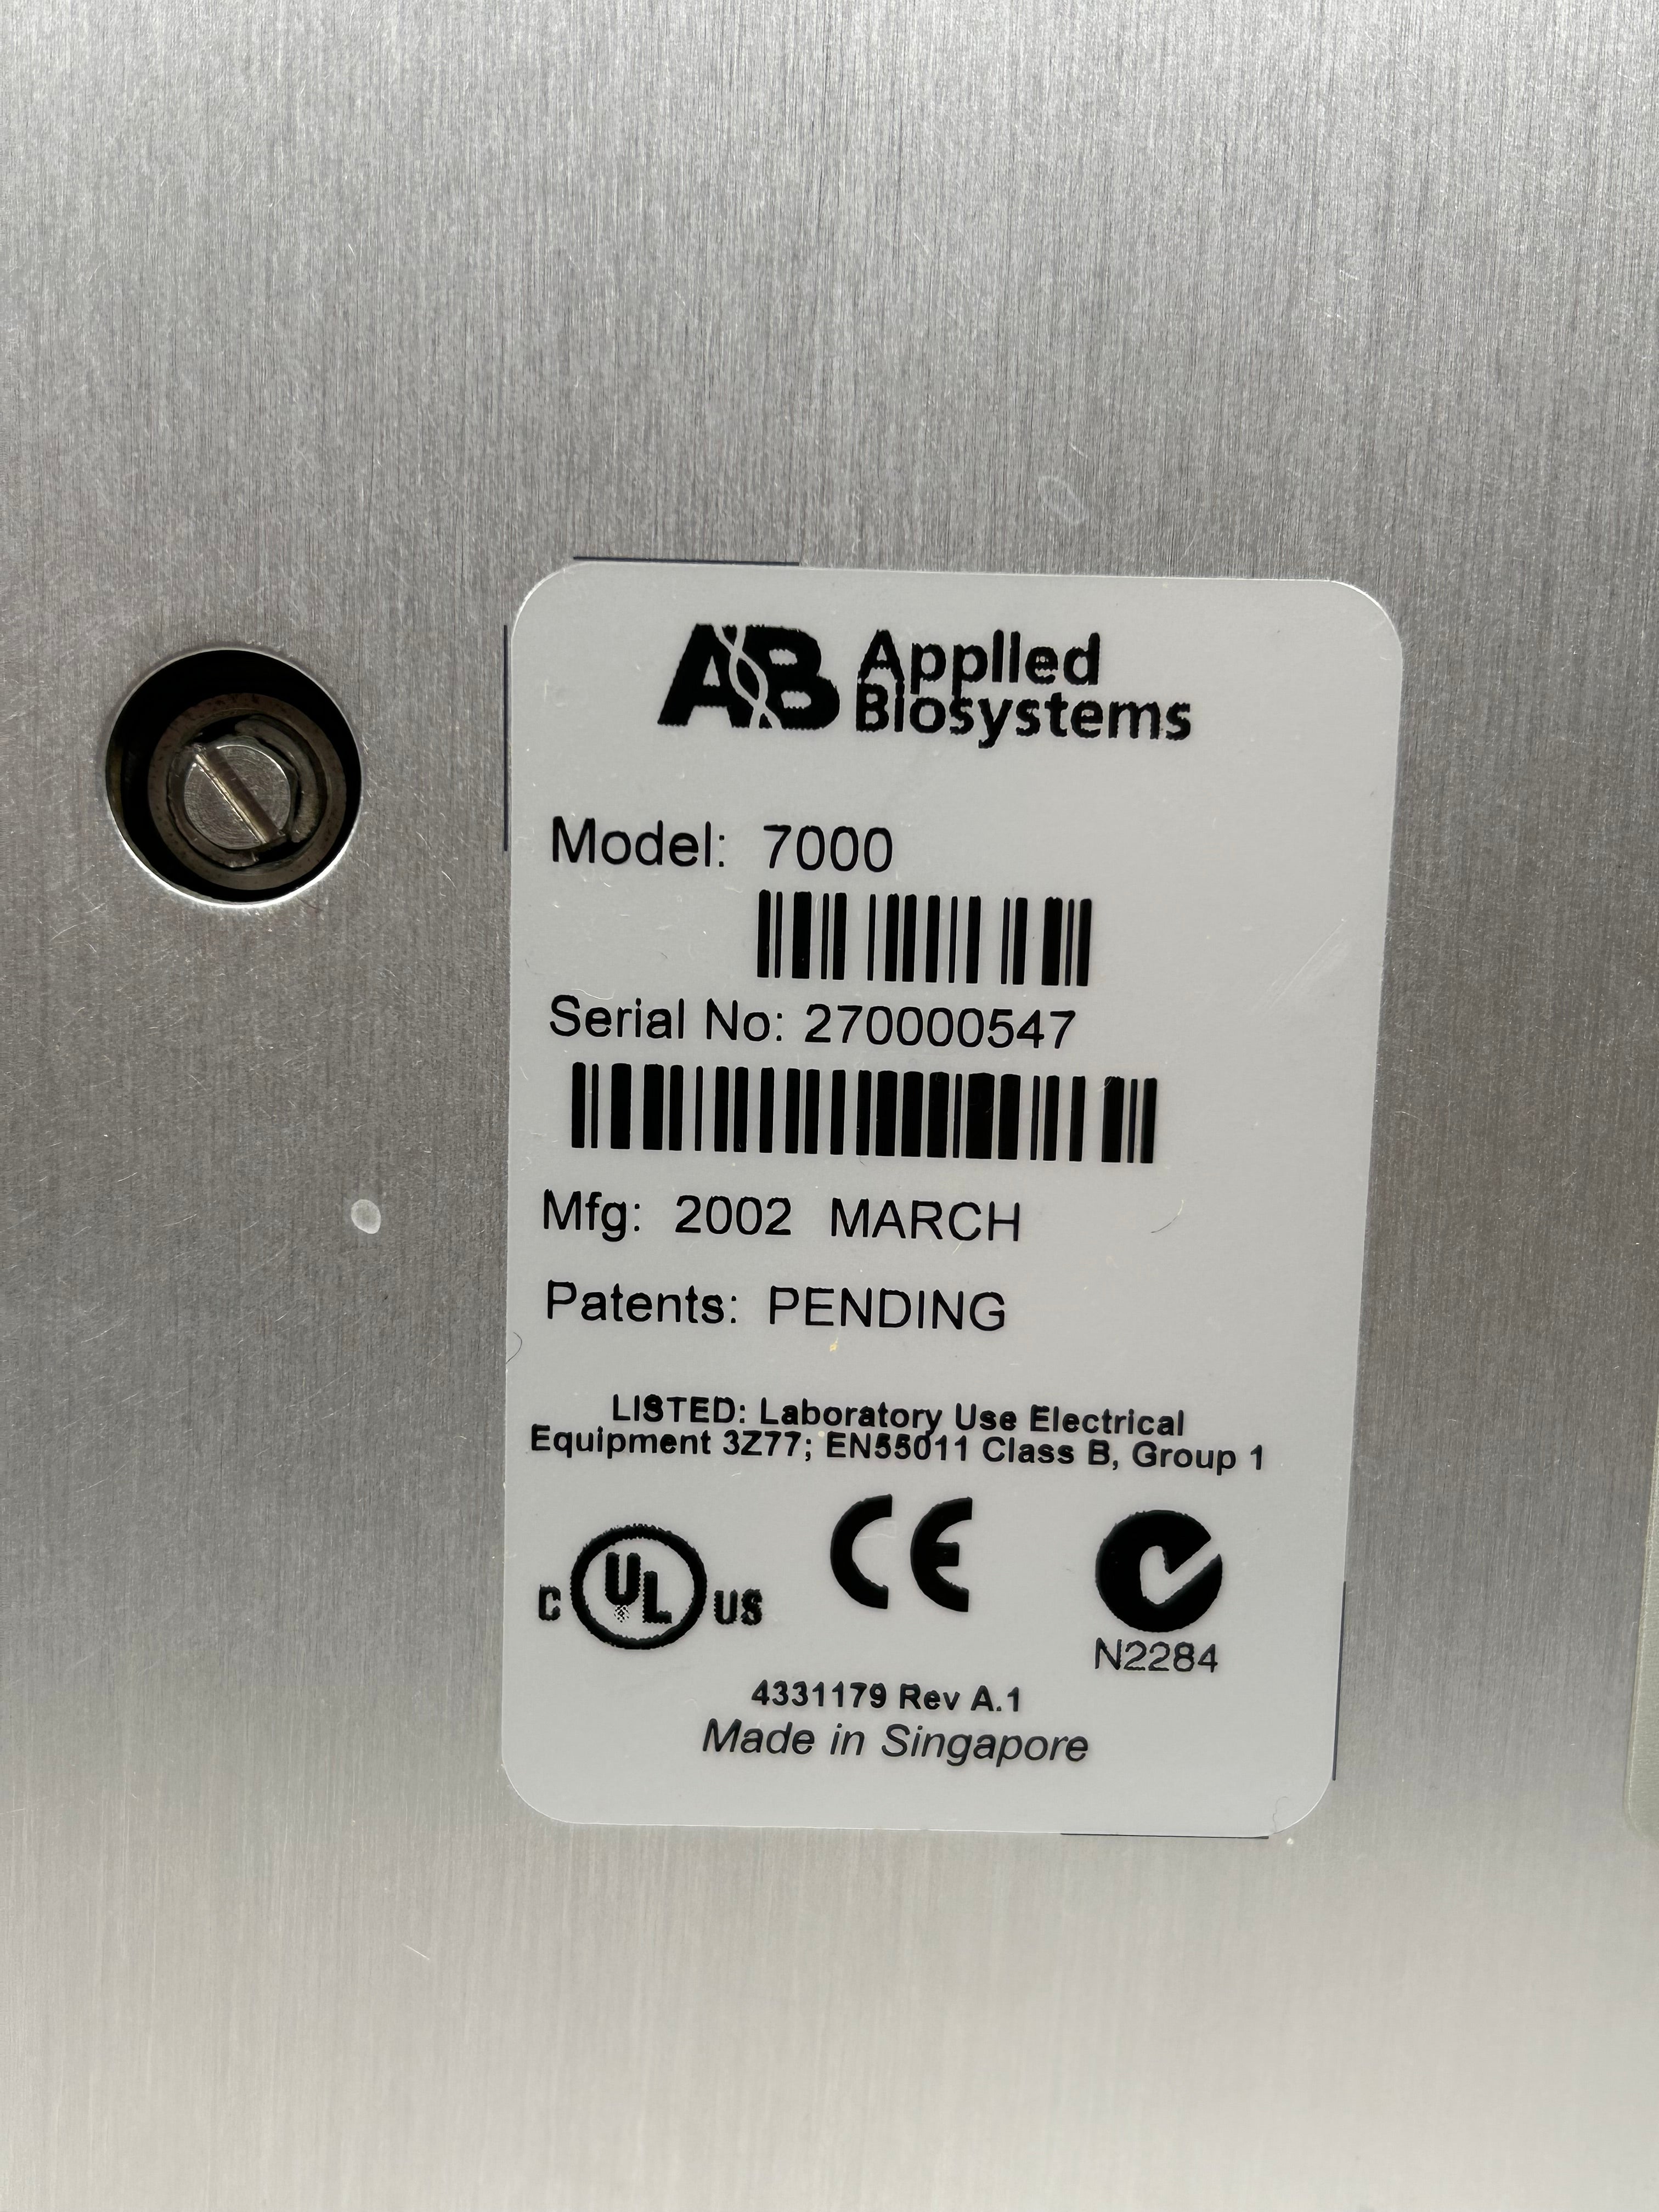 AB Applied
Biosystems
Model: 7000
Serial No: 270000547
Mfg: 2002 MARCH
Patents: PENDING
LISTED: Laboratory Use Electrical
Equipment 3Z77; EN55011 Class B, Group 1
C UL US
CE
N2284
4331179 Rev A.1
Made in Singapore